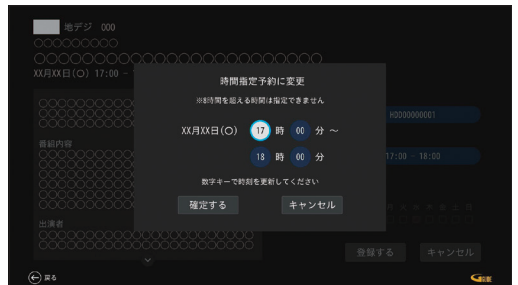 地デジ 000
○○○○○○○○○
○○○○○○○○○○○○○○○○○○○○○○
XX月XX日(○) 17:00 -
時間指定予約に変更
※8時間を超える時間は指定できません
XX月XX日(○) 17 時 00 分 ～
18 時 00 分
数字キーで時刻を更新してください
確定する キャンセル
HDD000000001
番組内容
17:00 - 18:00
出演者
登録する キャンセル
戻る